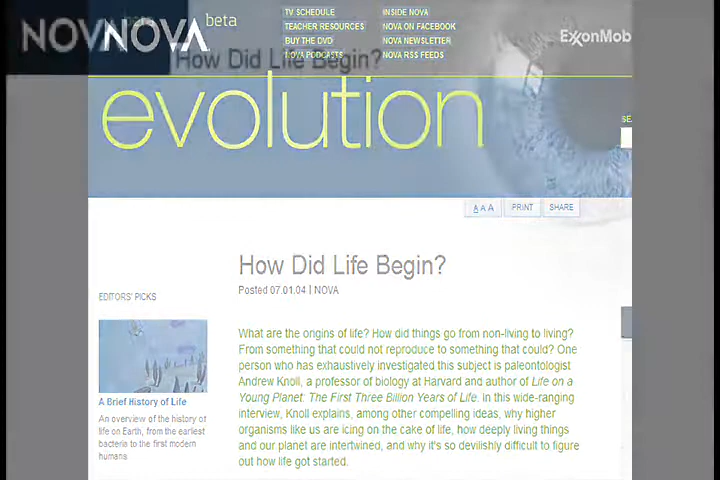 NOVA
NOVA beta
TV SCHEDULE
INSIDE NOVA
TEACHER RESOURCES
NOVA ON FACEBOOK
BUY THE DVD
NOVA NEWSLETTER
NOVA PODCASTS
NOVA RSS FEEDS
ExxonMob
How Did Life Begin?
evolution
A A A
PRINT
SHARE
How Did Life Begin?
Posted 07.01.04 | NOVA
EDITORS' PICKS
What are the origins of life? How did things go from non-living to living?
From something that could not reproduce to something that could? One
person who has exhaustively investigated this subject is paleontologist
Andrew Knoll, a professor of biology at Harvard and author of Life on a
Young Planet: The First Three Billion Years of Life. In this wide-ranging
interview, Knoll explains, among other compelling ideas, why higher
organisms like us are icing on the cake of life, how deeply living things
and our planet are intertwined, and why it's so devilishly difficult to figure
out how life got started.
A Brief History of Life
An overview of the history of
life on Earth, from the earliest
bacteria to the first modern
humans